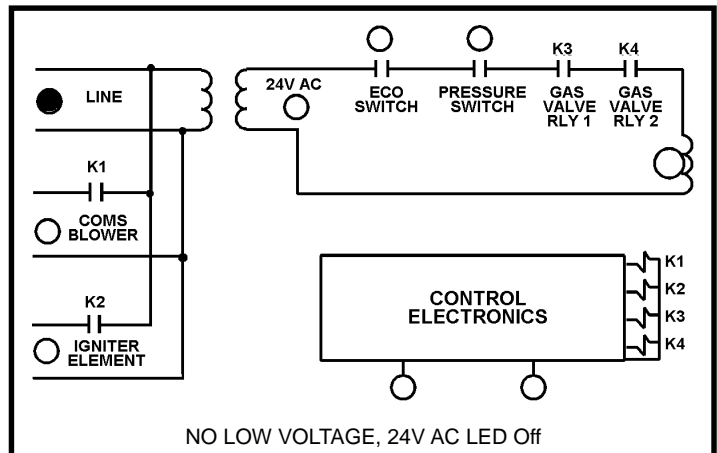 LINE
24V AC
ECO
SWITCH
PRESSURE
SWITCH
K3
GAS
VALVE
RLY 1
K4
GAS
VALVE
RLY 2
K1
COMS
BLOWER
K2
IGNITER
ELEMENT
CONTROL
ELECTRONICS
K1
K2
K3
K4
NO LOW VOLTAGE, 24V AC LED Off